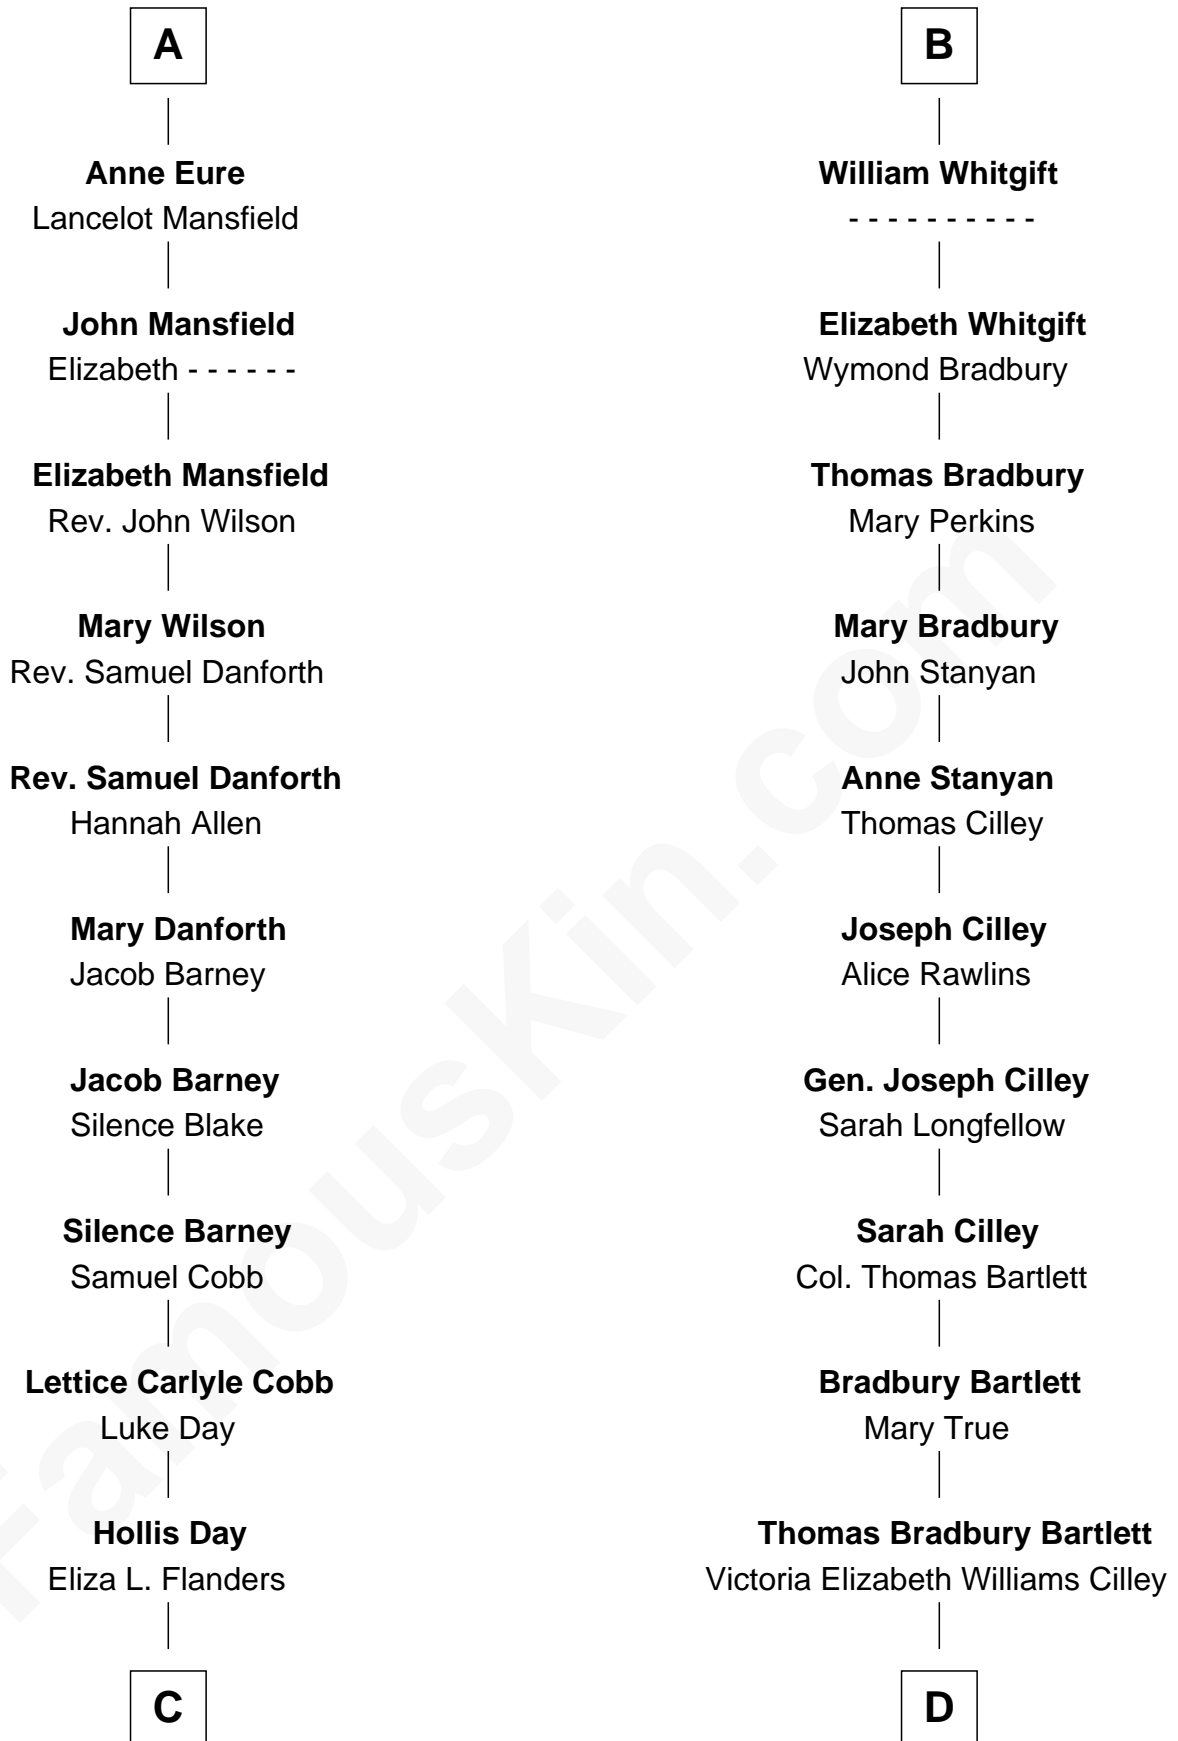 A
Anne Eure
Lancelot Mansfield
John Mansfield
Elizabeth - - - - - -
Elizabeth Mansfield
Rev. John Wilson
Mary Wilson
Rev. Samuel Danforth
Rev. Samuel Danforth
Hannah Allen
Mary Danforth
Jacob Barney
Jacob Barney
Silence Blake
Silence Barney
Samuel Cobb
Lettice Carlyle Cobb
Luke Day
Hollis Day
Eliza L. Flanders
C
B
William Whitgift
- - - - - - - - - -
Elizabeth Whitgift
Wymond Bradbury
Thomas Bradbury
Mary Perkins
Mary Bradbury
John Stanyan
Anne Stanyan
Thomas Cilley
Joseph Cilley
Alice Rawlins
Gen. Joseph Cilley
Sarah Longfellow
Sarah Cilley
Col. Thomas Bartlett
Bradbury Bartlett
Mary True
Thomas Bradbury Bartlett
Victoria Elizabeth Williams Cilley
D
FamousKin.com